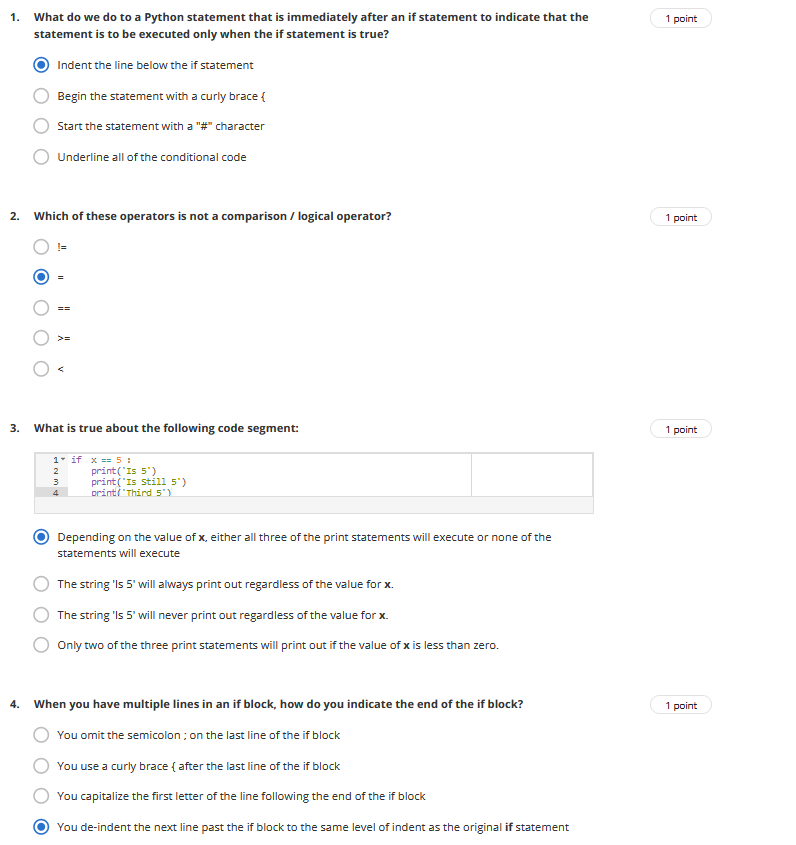 1. What do we do to a Python statement that is immediately after an if statement to indicate that the
statement is to be executed only when the if statement is true?
1 point
Indent the line below the if statement
Begin the statement with a curly brace {
Start the statement with a "#" character
Underline all of the conditional code
2. Which of these operators is not a comparison / logical operator?
1 point
!=
=
==
>=
<
3. What is true about the following code segment:
1 point
1 if x == 5 :
2 print('Is 5')
3 print('Is Still 5')
4 print('Third 5')
Depending on the value of x, either all three of the print statements will execute or none of the
statements will execute
The string 'Is 5' will always print out regardless of the value for x.
The string 'Is 5' will never print out regardless of the value for x.
Only two of the three print statements will print out if the value of x is less than zero.
4. When you have multiple lines in an if block, how do you indicate the end of the if block?
1 point
You omit the semicolon ; on the last line of the if block
You use a curly brace { after the last line of the if block
You capitalize the first letter of the line following the end of the if block
You de-indent the next line past the if block to the same level of indent as the original if statement